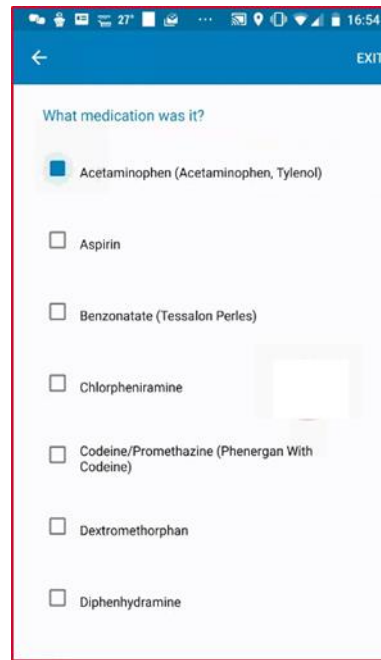 27° 16:54
EXIT
What medication was it?
Acetaminophen (Acetaminophen, Tylenol)
Aspirin
Benzonatate (Tessalon Perles)
Chlorpheniramine
Codeine/Promethazine (Phenergan With
Codeine)
Dextromethorphan
Diphenhydramine